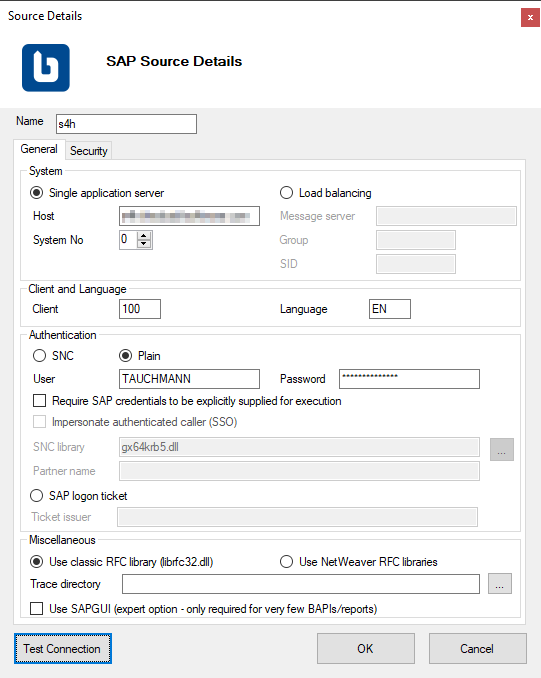 Source Details
x
b
SAP Source Details
Name s4h
General Security
System
Single application server Load balancing
Host Message server
System No 0 Group
SID
Client and Language
Client 100 Language EN
Authentication
SNC Plain
User TAUCHMANN Password **************
Require SAP credentials to be explicitly supplied for execution
Impersonate authenticated caller (SSO)
SNC library gx64krb5.dll ...
Partner name
SAP logon ticket
Ticket issuer
Miscellaneous
Use classic RFC library (librfc32.dll) Use NetWeaver RFC libraries
Trace directory ...
Use SAPGUI (expert option - only required for very few BAPIs/reports)
Test Connection OK Cancel